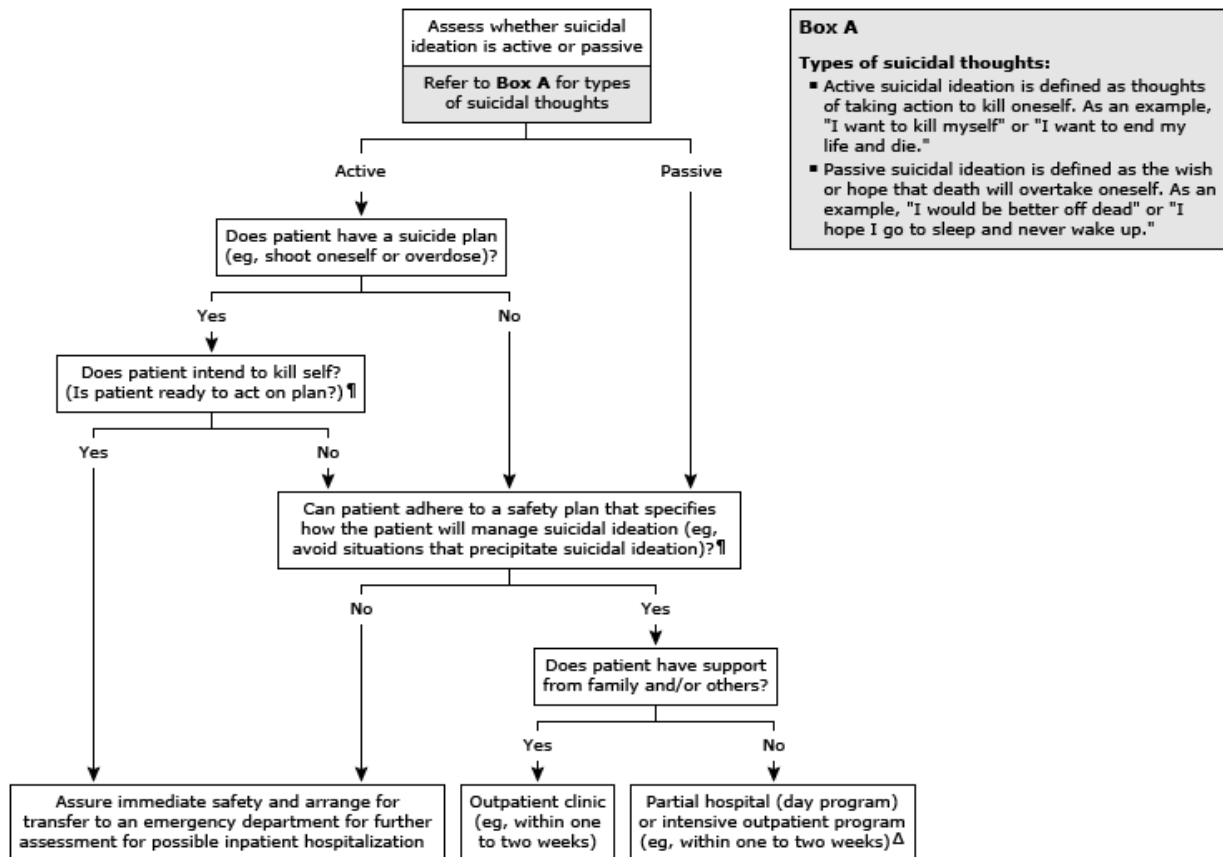 Assess whether suicidal
ideation is active or passive
Refer to Box A for types
of suicidal thoughts
Box A
Types of suicidal thoughts:
▪ Active suicidal ideation is defined as thoughts
of taking action to kill oneself. As an example,
"I want to kill myself" or "I want to end my
life and die."
▪ Passive suicidal ideation is defined as the wish
or hope that death will overtake oneself. As an
example, "I would be better off dead" or "I
hope I go to sleep and never wake up."
Active
Passive
Does patient have a suicide plan
(eg, shoot oneself or overdose)?
Yes
No
Does patient intend to kill self?
(Is patient ready to act on plan?)¶
Yes
No
Can patient adhere to a safety plan that specifies
how the patient will manage suicidal ideation (eg,
avoid situations that precipitate suicidal ideation)?¶
No
Yes
Does patient have support
from family and/or others?
Yes
No
Assure immediate safety and arrange for
transfer to an emergency department for further
assessment for possible inpatient hospitalization
Outpatient clinic
(eg, within one
to two weeks)
Partial hospital (day program)
or intensive outpatient program
(eg, within one to two weeks)Δ